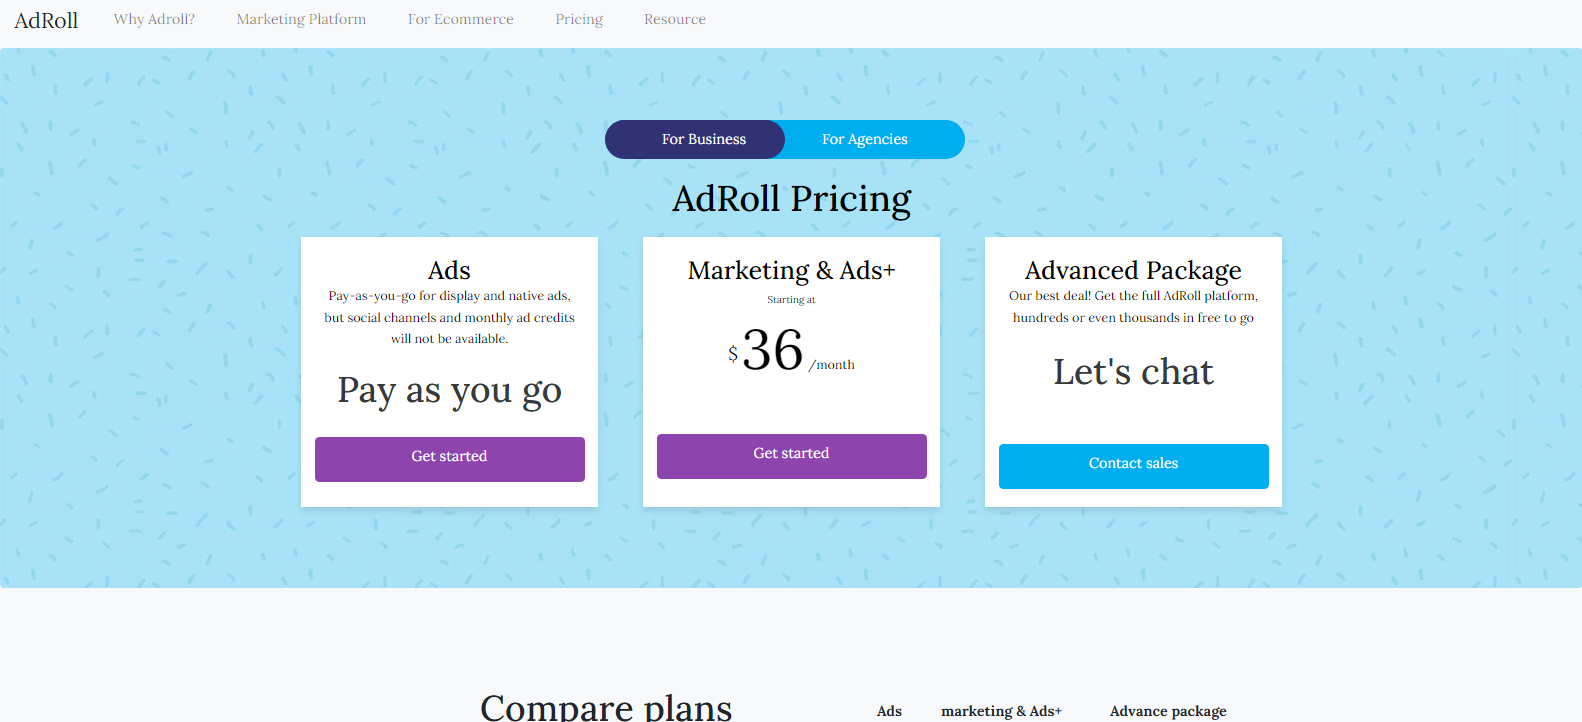 AdRoll Why Adroll? Marketing Platform For Ecommerce Pricing Resource
For Business For Agencies
AdRoll Pricing
Ads
Pay-as-you-go for display and native ads,
but social channels and monthly ad credits
will not be available.
Pay as you go
Get started
Marketing & Ads+
Starting at
$36 /month
Get started
Advanced Package
Our best deal! Get the full AdRoll platform,
hundreds or even thousands in free to go
Let's chat
Contact sales
Compare plans Ads marketing & Ads+ Advance package